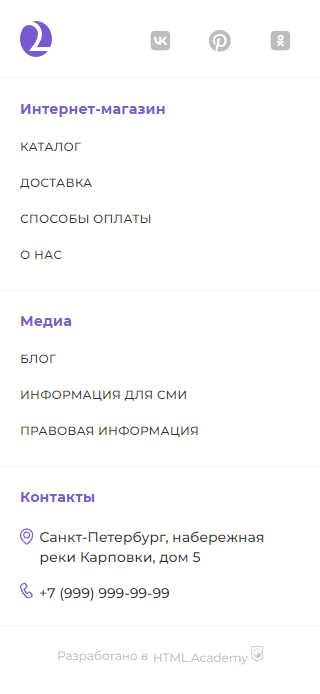 2
Интернет-магазин
КАТАЛОГ
ДОСТАВКА
СПОСОБЫ ОПЛАТЫ
О НАС
Медиа
БЛОГ
ИНФОРМАЦИЯ ДЛЯ СМИ
ПРАВОВАЯ ИНФОРМАЦИЯ
Контакты
Санкт-Петербург, набережная
реки Карповки, дом 5
+7 (999) 999-99-99
Разработано в HTML Academy